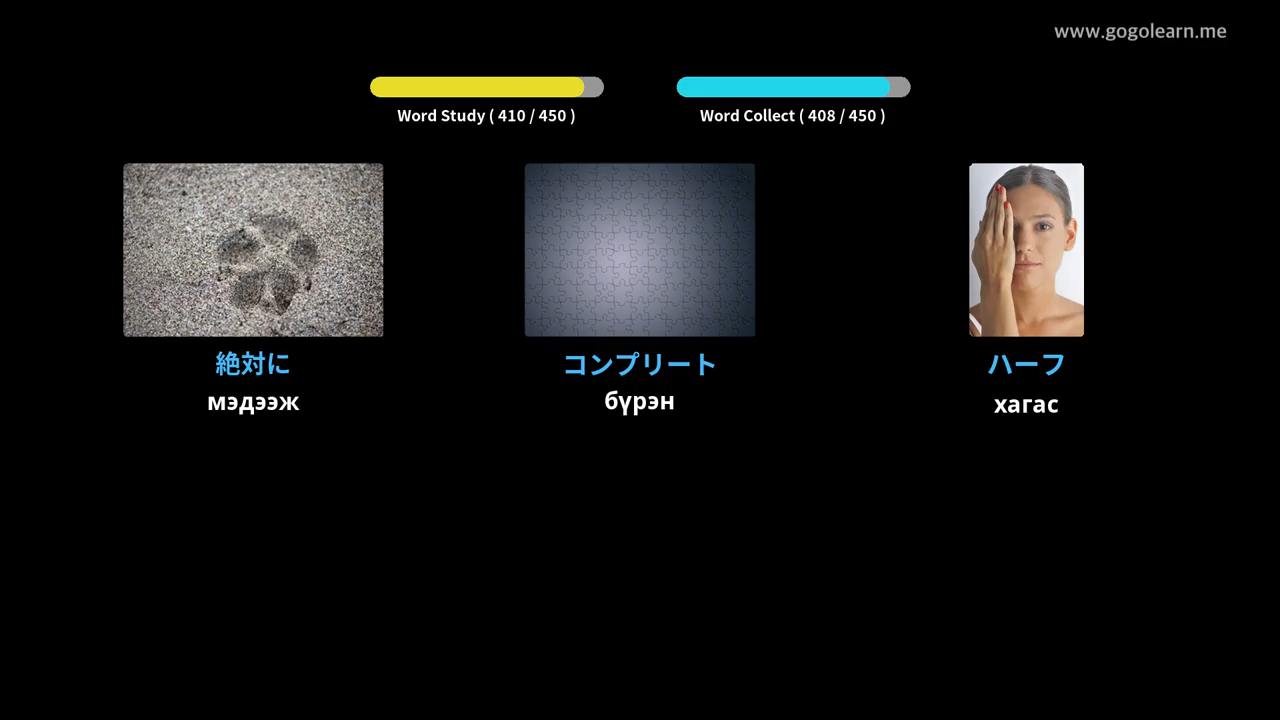 www.gogolearn.me
Word Study ( 410 / 450 )
Word Collect ( 408 / 450 )
絶対に
コンプリート
ハーフ
мэдээж
бүрэн
хагас